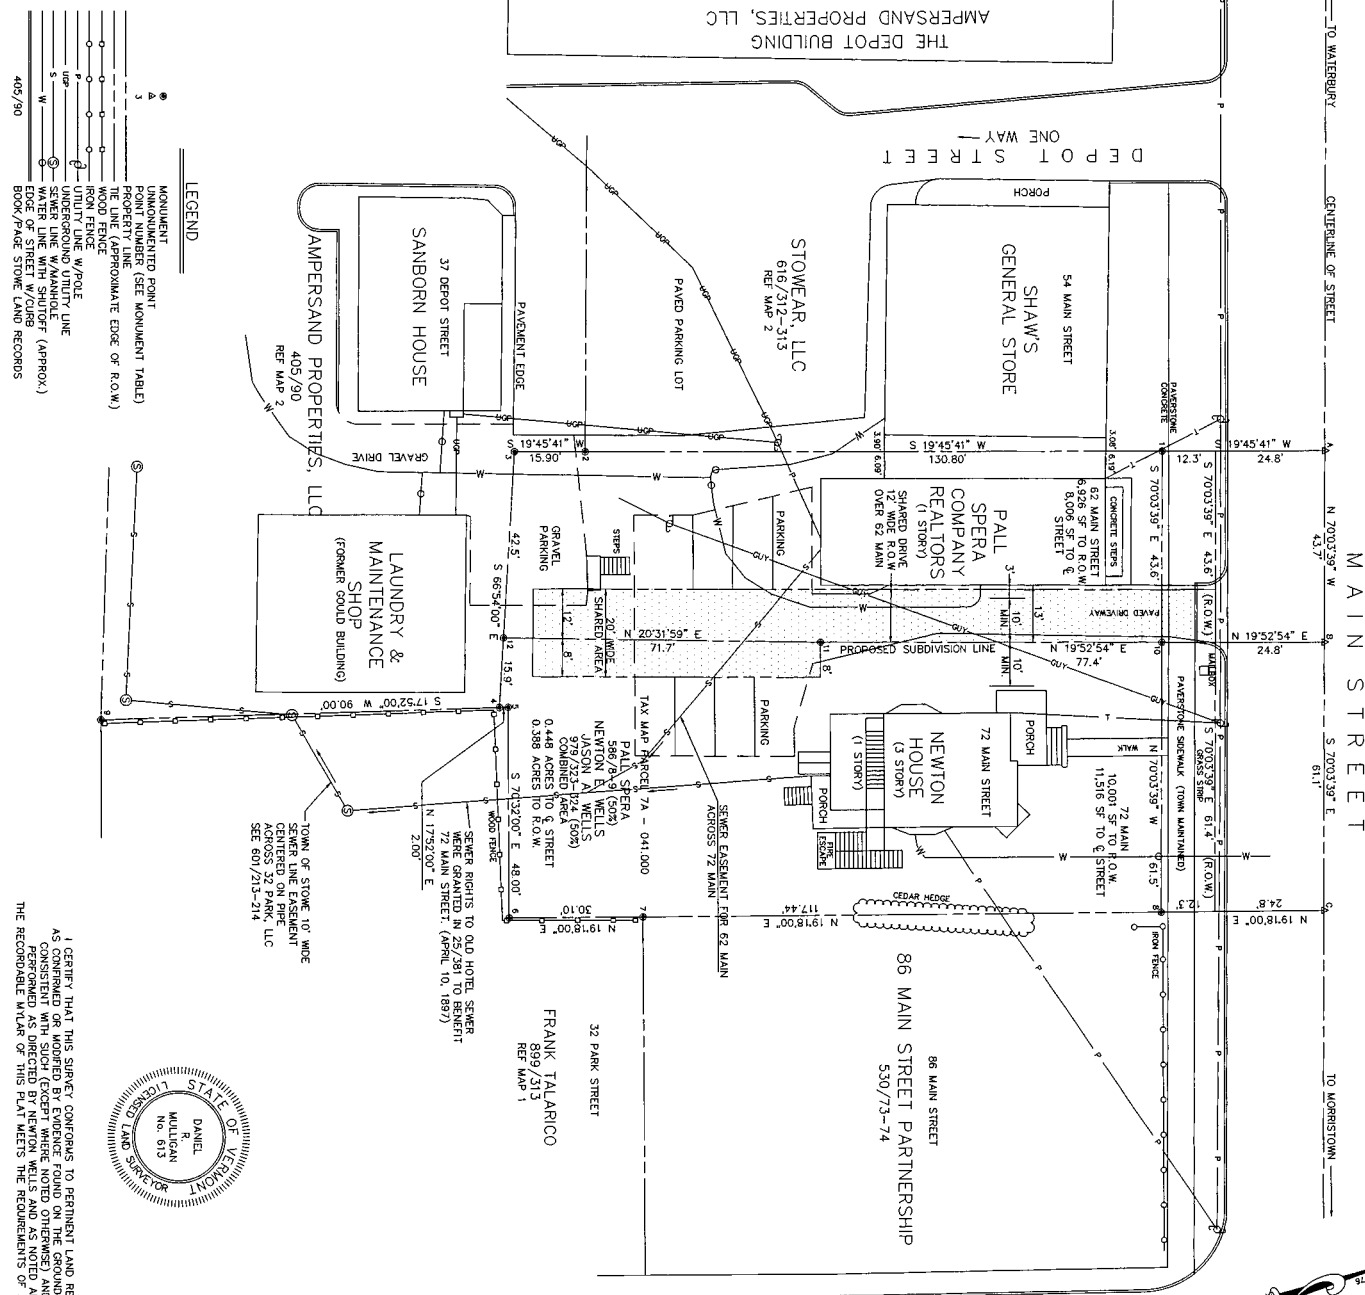 MAIN STREET
TO WATERBURY
CENTERLINE OF STREET
TO MORRISTOWN
N 70°03'39" W
43.7'
S 70°03'39" E
61.1'
S 19°45'41" W
24.8'
N 19°52'54" E
24.8'
24.8'
12.3'
N 19°18'00" E
12.3'
S 70°03'39" E 43.6' (R.O.W.)
S 70°03'39" E 61.4' (R.O.W.)
GRASS STRIP
MAILBOX
PAVERSTONE
CONCRETE
PAVERSTONE SIDEWALK (TOWN MAINTAINED)
S 70°03'39" E 43.6'
N 70°03'39" W 61.5'
WALK
IRON FENCE
THE DEPOT BUILDING
AMPERSAND PROPERTIES, LLC
DEPOT STREET
ONE WAY
PORCH
54 MAIN STREET
SHAW'S
GENERAL STORE
3.08' 6.19'
3.90' 6.09'
S 19°45'41" W
130.80'
CONCRETE STEPS
62 MAIN STREET
6,926 SF TO R.O.W.
8,006 SF TO ℄
STREET
PALL
SPERA
COMPANY
REALTORS
(1 STORY)
SHARED DRIVE
12' WIDE R.O.W
OVER 62 MAIN
PAVED DRIVEWAY
3'
13'
10'
MIN.
10'
MIN.
PROPOSED SUBDIVISION LINE
N 19°52'54" E
77.4'
PORCH
72 MAIN STREET
NEWTON
HOUSE
(3 STORY)
(1 STORY)
PORCH
FIRE
ESCAPE
72 MAIN
10,001 SF TO R.O.W.
11,516 SF TO ℄ STREET
CEDAR HEDGE
N 19°18'00" E
117.44'
86 MAIN STREET
86 MAIN STREET PARTNERSHIP
530/73-74
STOWEAR, LLC
616/312-313
REF MAP 2
PAVED PARKING LOT
PARKING
PARKING
8'
N 20°31'59" E
71.7'
20' WIDE
SHARED AREA
12'
8'
STEPS
GRAVEL
PARKING
SEWER EASEMENT FOR 62 MAIN
ACROSS 72 MAIN
TAX MAP PARCEL 7A - 041.000
PALL SPERA
586/8-9 (50%)
NEWTON E. WELLS
JASON A. WELLS
979/323-324 (50%)
COMBINED AREA
0.448 ACRES TO ℄ STREET
0.388 ACRES TO R.O.W.
N 19°18'00" E
30.10'
32 PARK STREET
FRANK TALARICO
899/313
REF MAP 1
PAVEMENT EDGE
S 19°45'41" W
15.90'
42.5'
S 66°54'00" E
15.9'
S 70°32'00" E 48.00'
WOOD FENCE
37 DEPOT STREET
SANBORN HOUSE
GRAVEL DRIVE
LAUNDRY &
MAINTENANCE
SHOP
(FORMER GOULD BUILDING)
S 17°52'00" W 90.00'
N 17°52'00" E
2.00'
SEWER RIGHTS TO OLD HOTEL SEWER
WERE GRANTED IN 25/381 TO BENEFIT
72 MAIN STREET. (APRIL 10, 1897)
AMPERSAND PROPERTIES, LLC
405/90
REF MAP 2
TOWN OF STOWE 10' WIDE
SEWER LINE EASEMENT
CENTERED ON PIPE
ACROSS 32 PARK, LLC
SEE 601/213-214
LEGEND
MONUMENT
UNMONUMENTED POINT
3 POINT NUMBER (SEE MONUMENT TABLE)
PROPERTY LINE
TIE LINE (APPROXIMATE EDGE OF R.O.W.)
WOOD FENCE
IRON FENCE
P UTILITY LINE W/POLE
UGP UNDERGROUND UTILITY LINE
S SEWER LINE W/MANHOLE
W WATER LINE WITH SHUTOFF (APPROX.)
EDGE OF STREET W/CURB
405/90 BOOK/PAGE STOWE LAND RECORDS
STATE OF VERMONT
DANIEL
R.
MULLIGAN
No. 613
LICENSED LAND SURVEYOR
I CERTIFY THAT THIS SURVEY CONFORMS TO PERTINENT LAND RE
AS CONFIRMED OR MODIFIED BY EVIDENCE FOUND ON THE GROUND
CONSISTENT WITH SUCH (EXCEPT WHERE NOTED OTHERWISE) AN
PERFORMED AS DIRECTED BY NEWTON WELLS AND AS NOTED A
THE RECORDABLE MYLAR OF THIS PLAT MEETS THE REQUIREMENTS OF